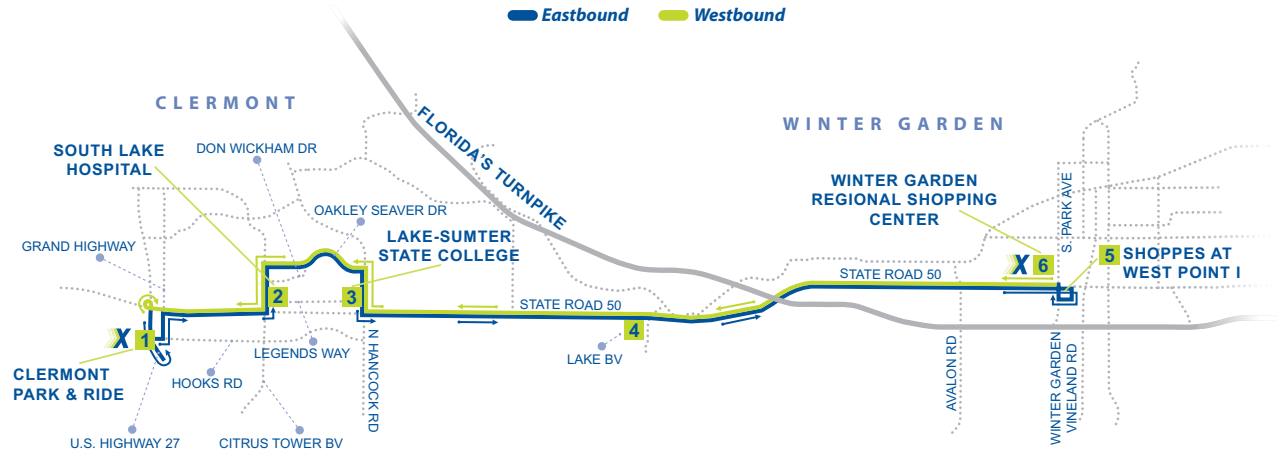 Eastbound
Westbound
CLERMONT
WINTER GARDEN
FLORIDA'S TURNPIKE
SOUTH LAKE
HOSPITAL
DON WICKHAM DR
OAKLEY SEAVER DR
LAKE-SUMTER
STATE COLLEGE
GRAND HIGHWAY
WINTER GARDEN
REGIONAL SHOPPING
CENTER
S. PARK AVE
SHOPPES AT
WEST POINT I
STATE ROAD 50
STATE ROAD 50
X 6
5
2
3
4
X 1
LEGENDS WAY
LAKE BV
HOOKS RD
CLERMONT
PARK & RIDE
N HANCOCK RD
AVALON RD
WINTER GARDEN
VINELAND RD
U.S. HIGHWAY 27
CITRUS TOWER BV